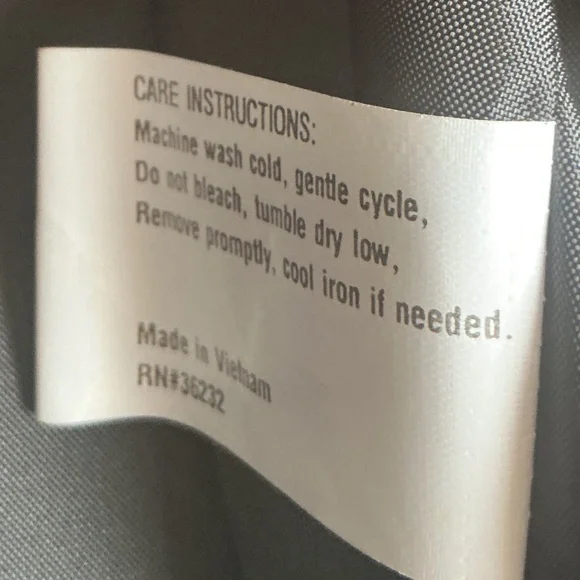 CARE INSTRUCTIONS:
Machine wash cold, gentle cycle,
Do not bleach, tumble dry low,
Remove promptly, cool iron if needed.
Made in Vietnam
RN#36232